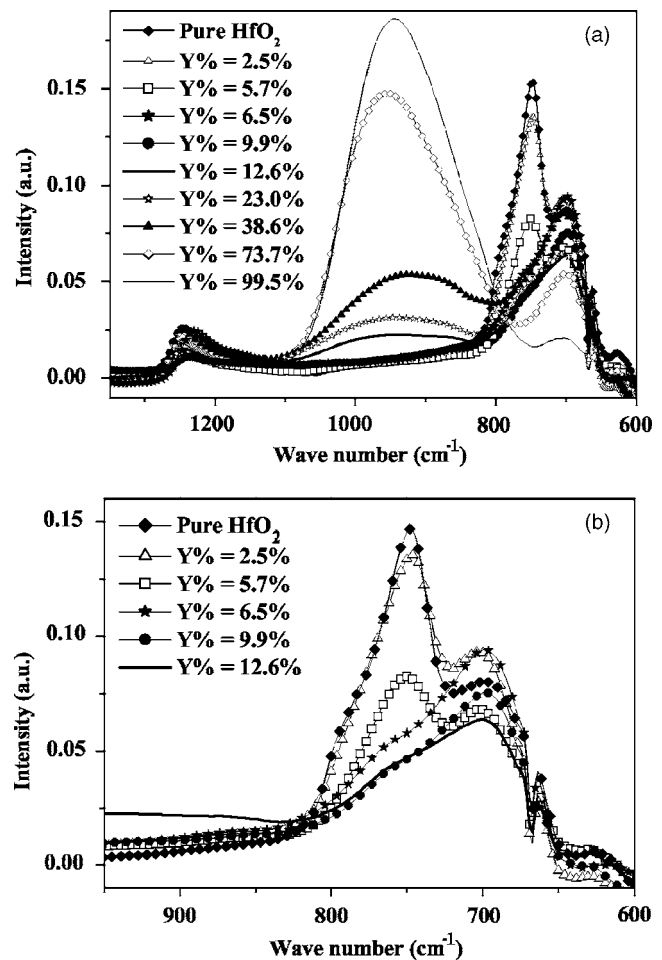 (a)
Pure HfO2
Y% = 2.5%
Y% = 5.7%
Y% = 6.5%
Y% = 9.9%
Y% = 12.6%
Y% = 23.0%
Y% = 38.6%
Y% = 73.7%
Y% = 99.5%
0.15
0.10
0.05
0.00
Intensity (a.u.)
1200 1000 800 600
Wave number (cm-1)
(b)
Pure HfO2
Y% = 2.5%
Y% = 5.7%
Y% = 6.5%
Y% = 9.9%
Y% = 12.6%
0.15
0.10
0.05
0.00
Intensity (a.u.)
900 800 700 600
Wave number (cm-1)